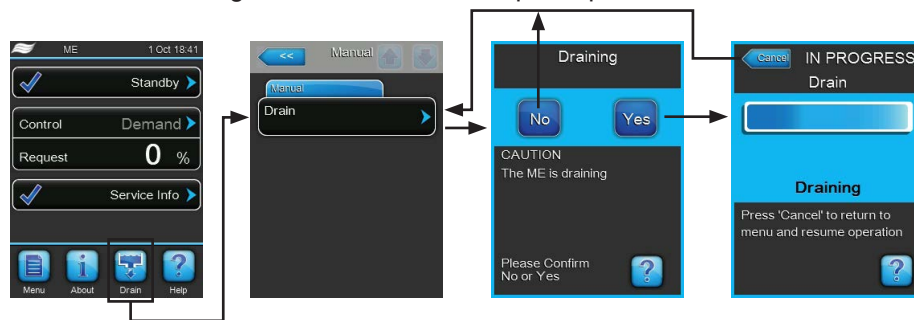 ME 1 Oct 18:41
Standby
Control Demand
Request 0 %
Service Info
Menu About Drain Help
<< Manual
Manual
Drain
Draining
No Yes
CAUTION
The ME is draining
Please Confirm
No or Yes
?
Cancel IN PROGRESS
Drain
Draining
Press 'Cancel' to return to
menu and resume operation
?